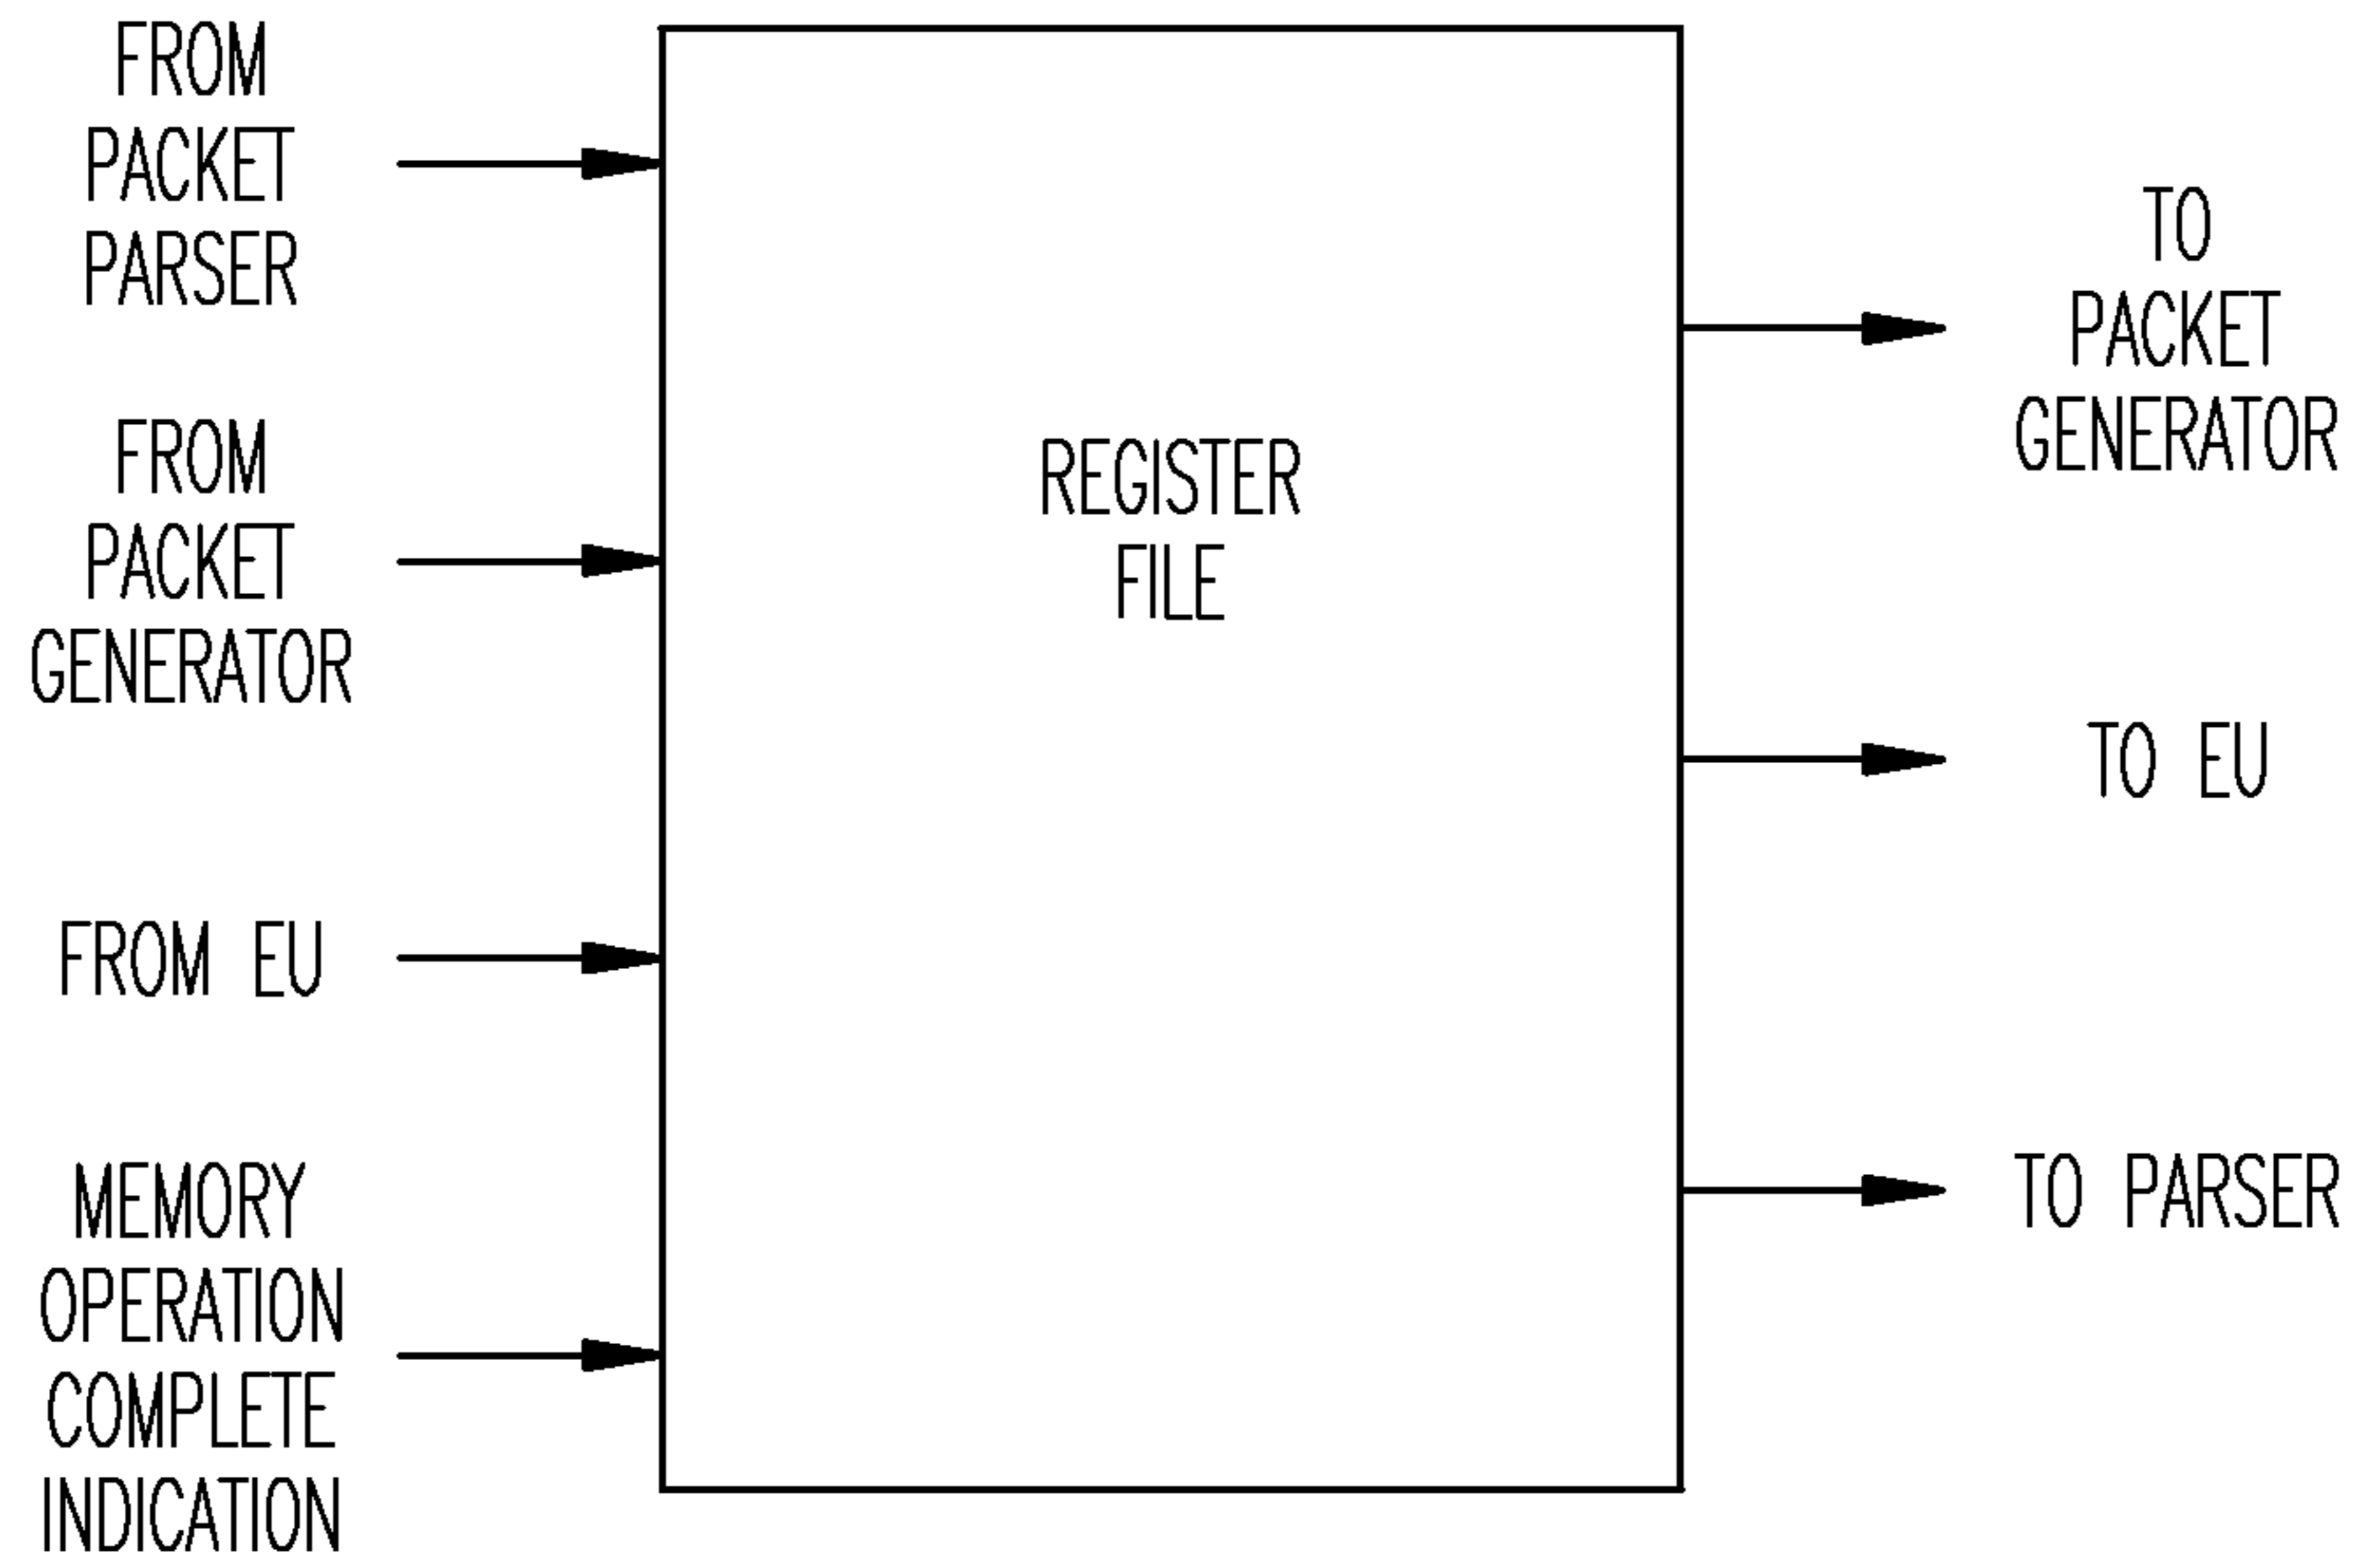 FROM
PACKET
PARSER
FROM
PACKET
GENERATOR
FROM EU
MEMORY
OPERATION
COMPLETE
INDICATION
REGISTER
FILE
TO
PACKET
GENERATOR
TO EU
TO PARSER